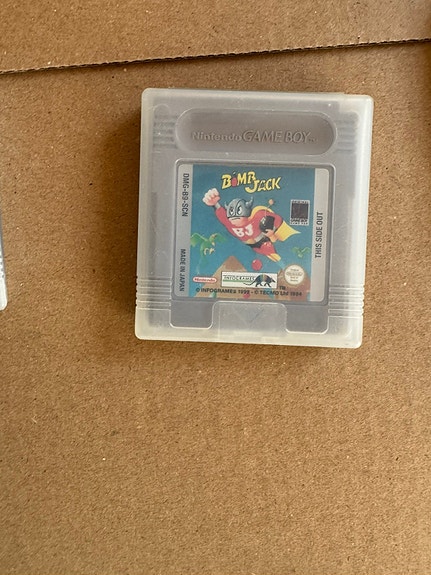 Nintendo GAME BOY
BOMB
JACK
BJ
DMG-B9-SCN
MADE IN JAPAN
THIS SIDE OUT
Nintendo
INFOGRAMES
TM
© INFOGRAMES 1992 - © TECMO LTD 1984